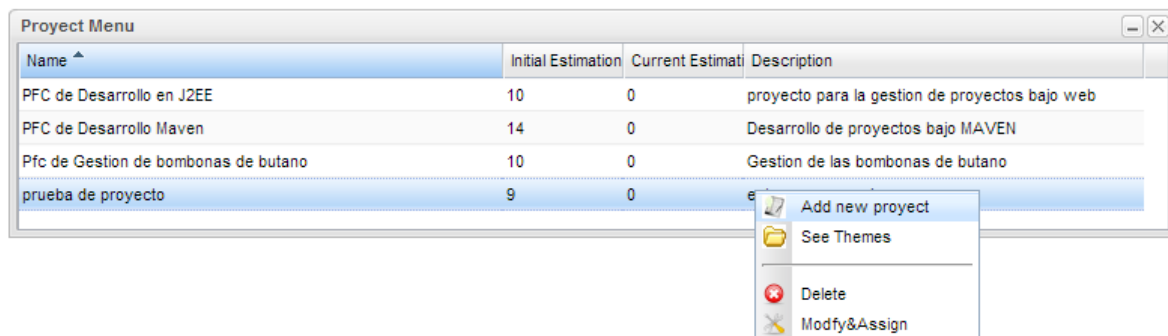 Proyect Menu
Name Initial Estimation Current Estimati Description
PFC de Desarrollo en J2EE 10 0 proyecto para la gestion de proyectos bajo web
PFC de Desarrollo Maven 14 0 Desarrollo de proyectos bajo MAVEN
Pfc de Gestion de bombonas de butano 10 0 Gestion de las bombonas de butano
prueba de proyecto 9 0
Add new proyect
See Themes
Delete
Modfy&Assign